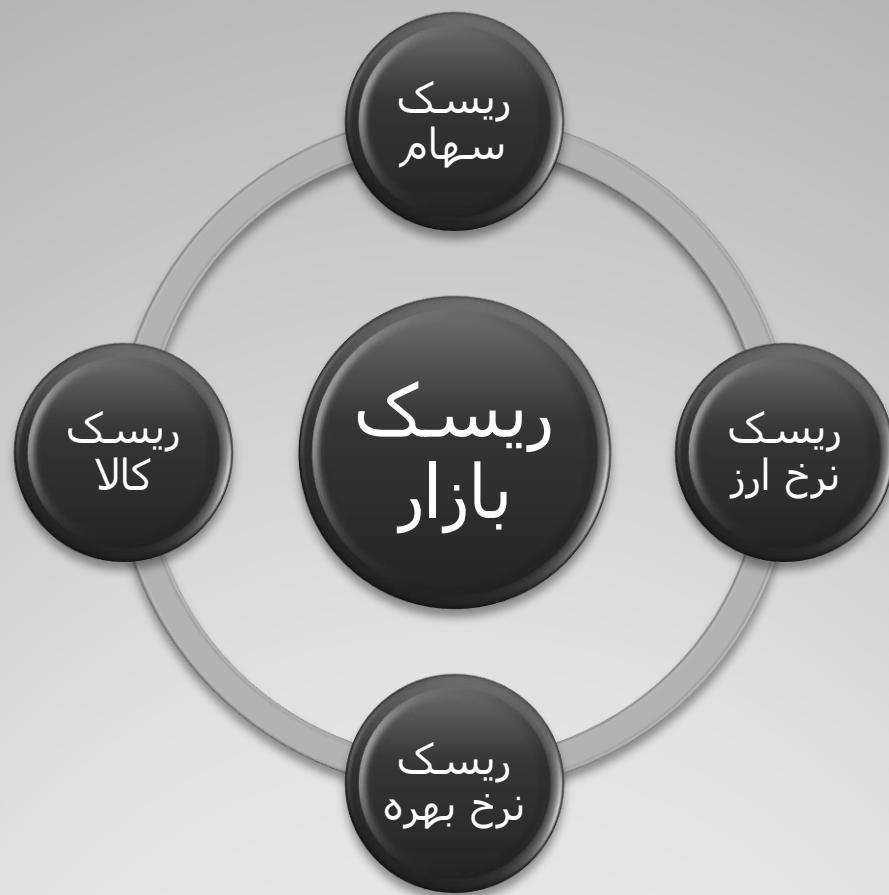 ریسک
سهام
ریسک
بازار
ریسک
نرخ ارز
ریسک
کالا
ریسک
نرخ بهره